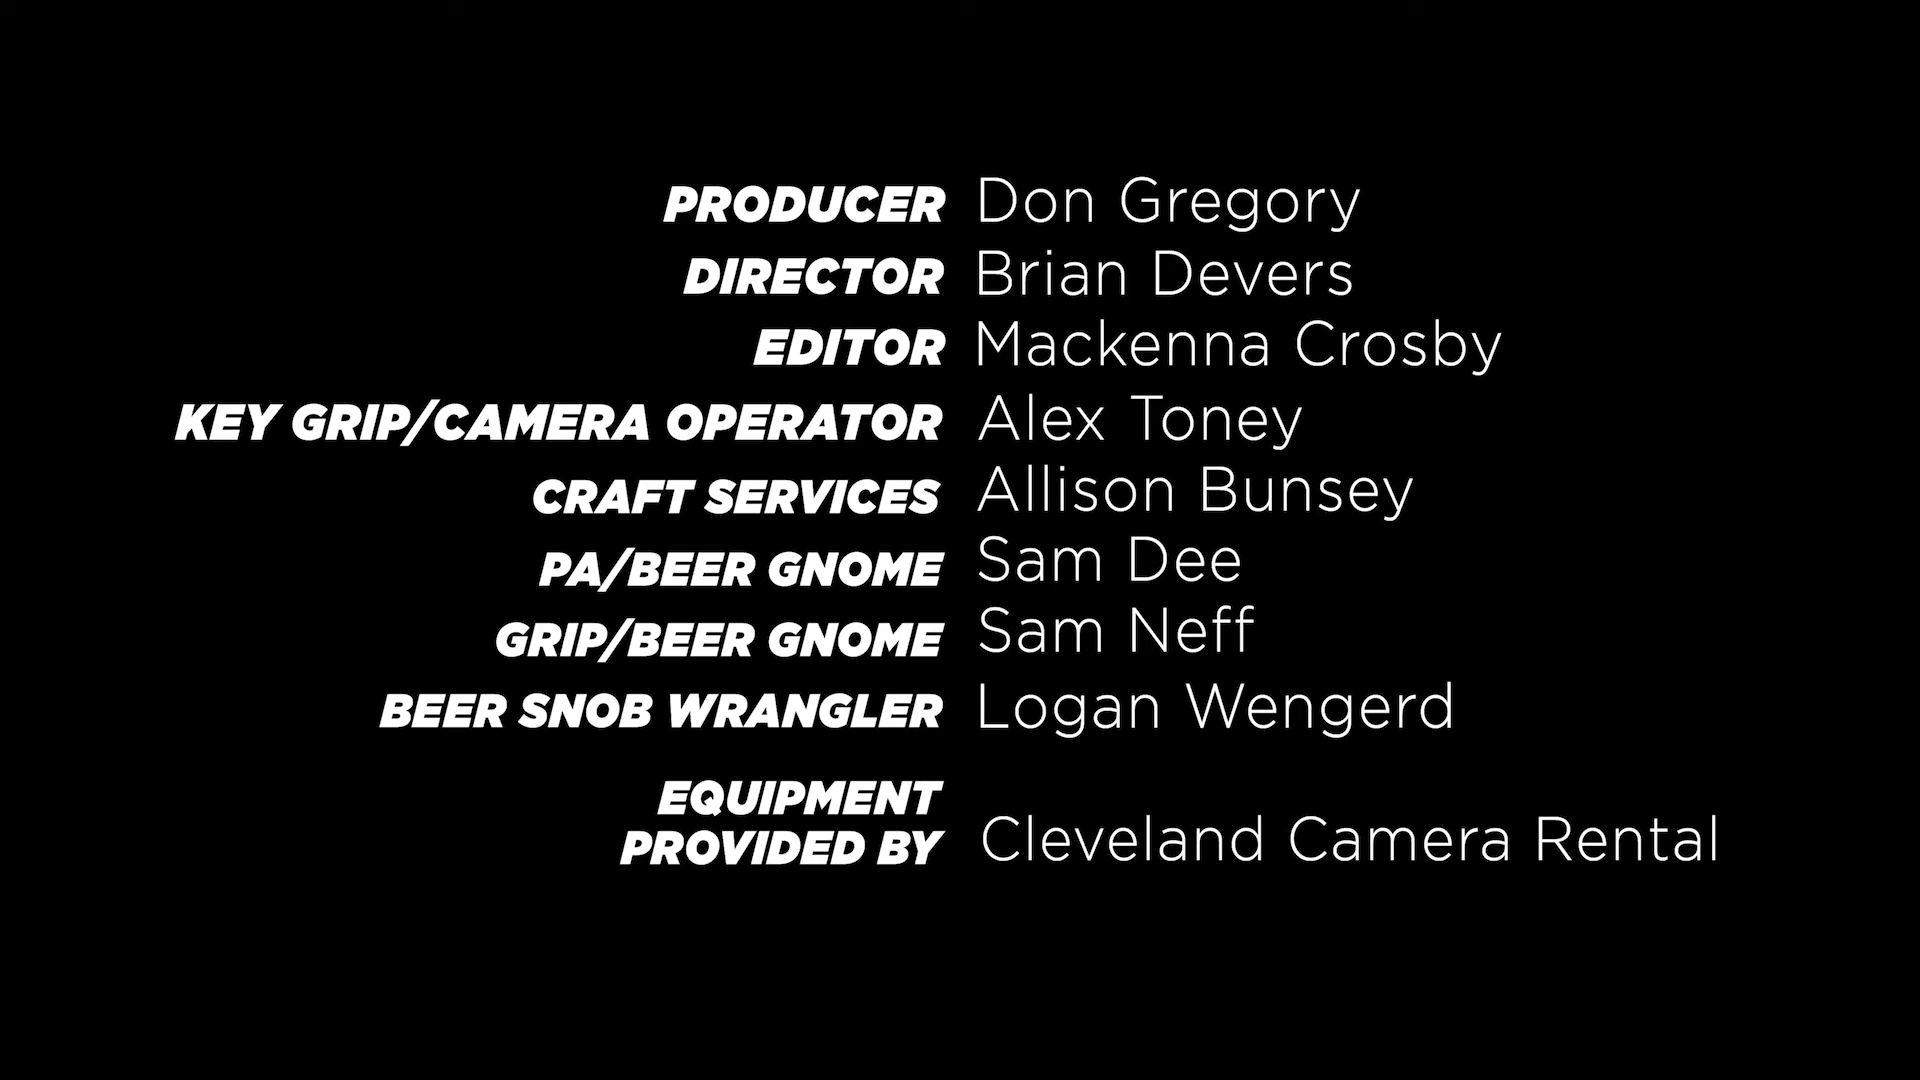 PRODUCER Don Gregory
DIRECTOR Brian Devers
EDITOR Mackenna Crosby
KEY GRIP/CAMERA OPERATOR Alex Toney
CRAFT SERVICES Allison Bunsey
PA/BEER GNOME Sam Dee
GRIP/BEER GNOME Sam Neff
BEER SNOB WRANGLER Logan Wengerd
EQUIPMENT
PROVIDED BY Cleveland Camera Rental